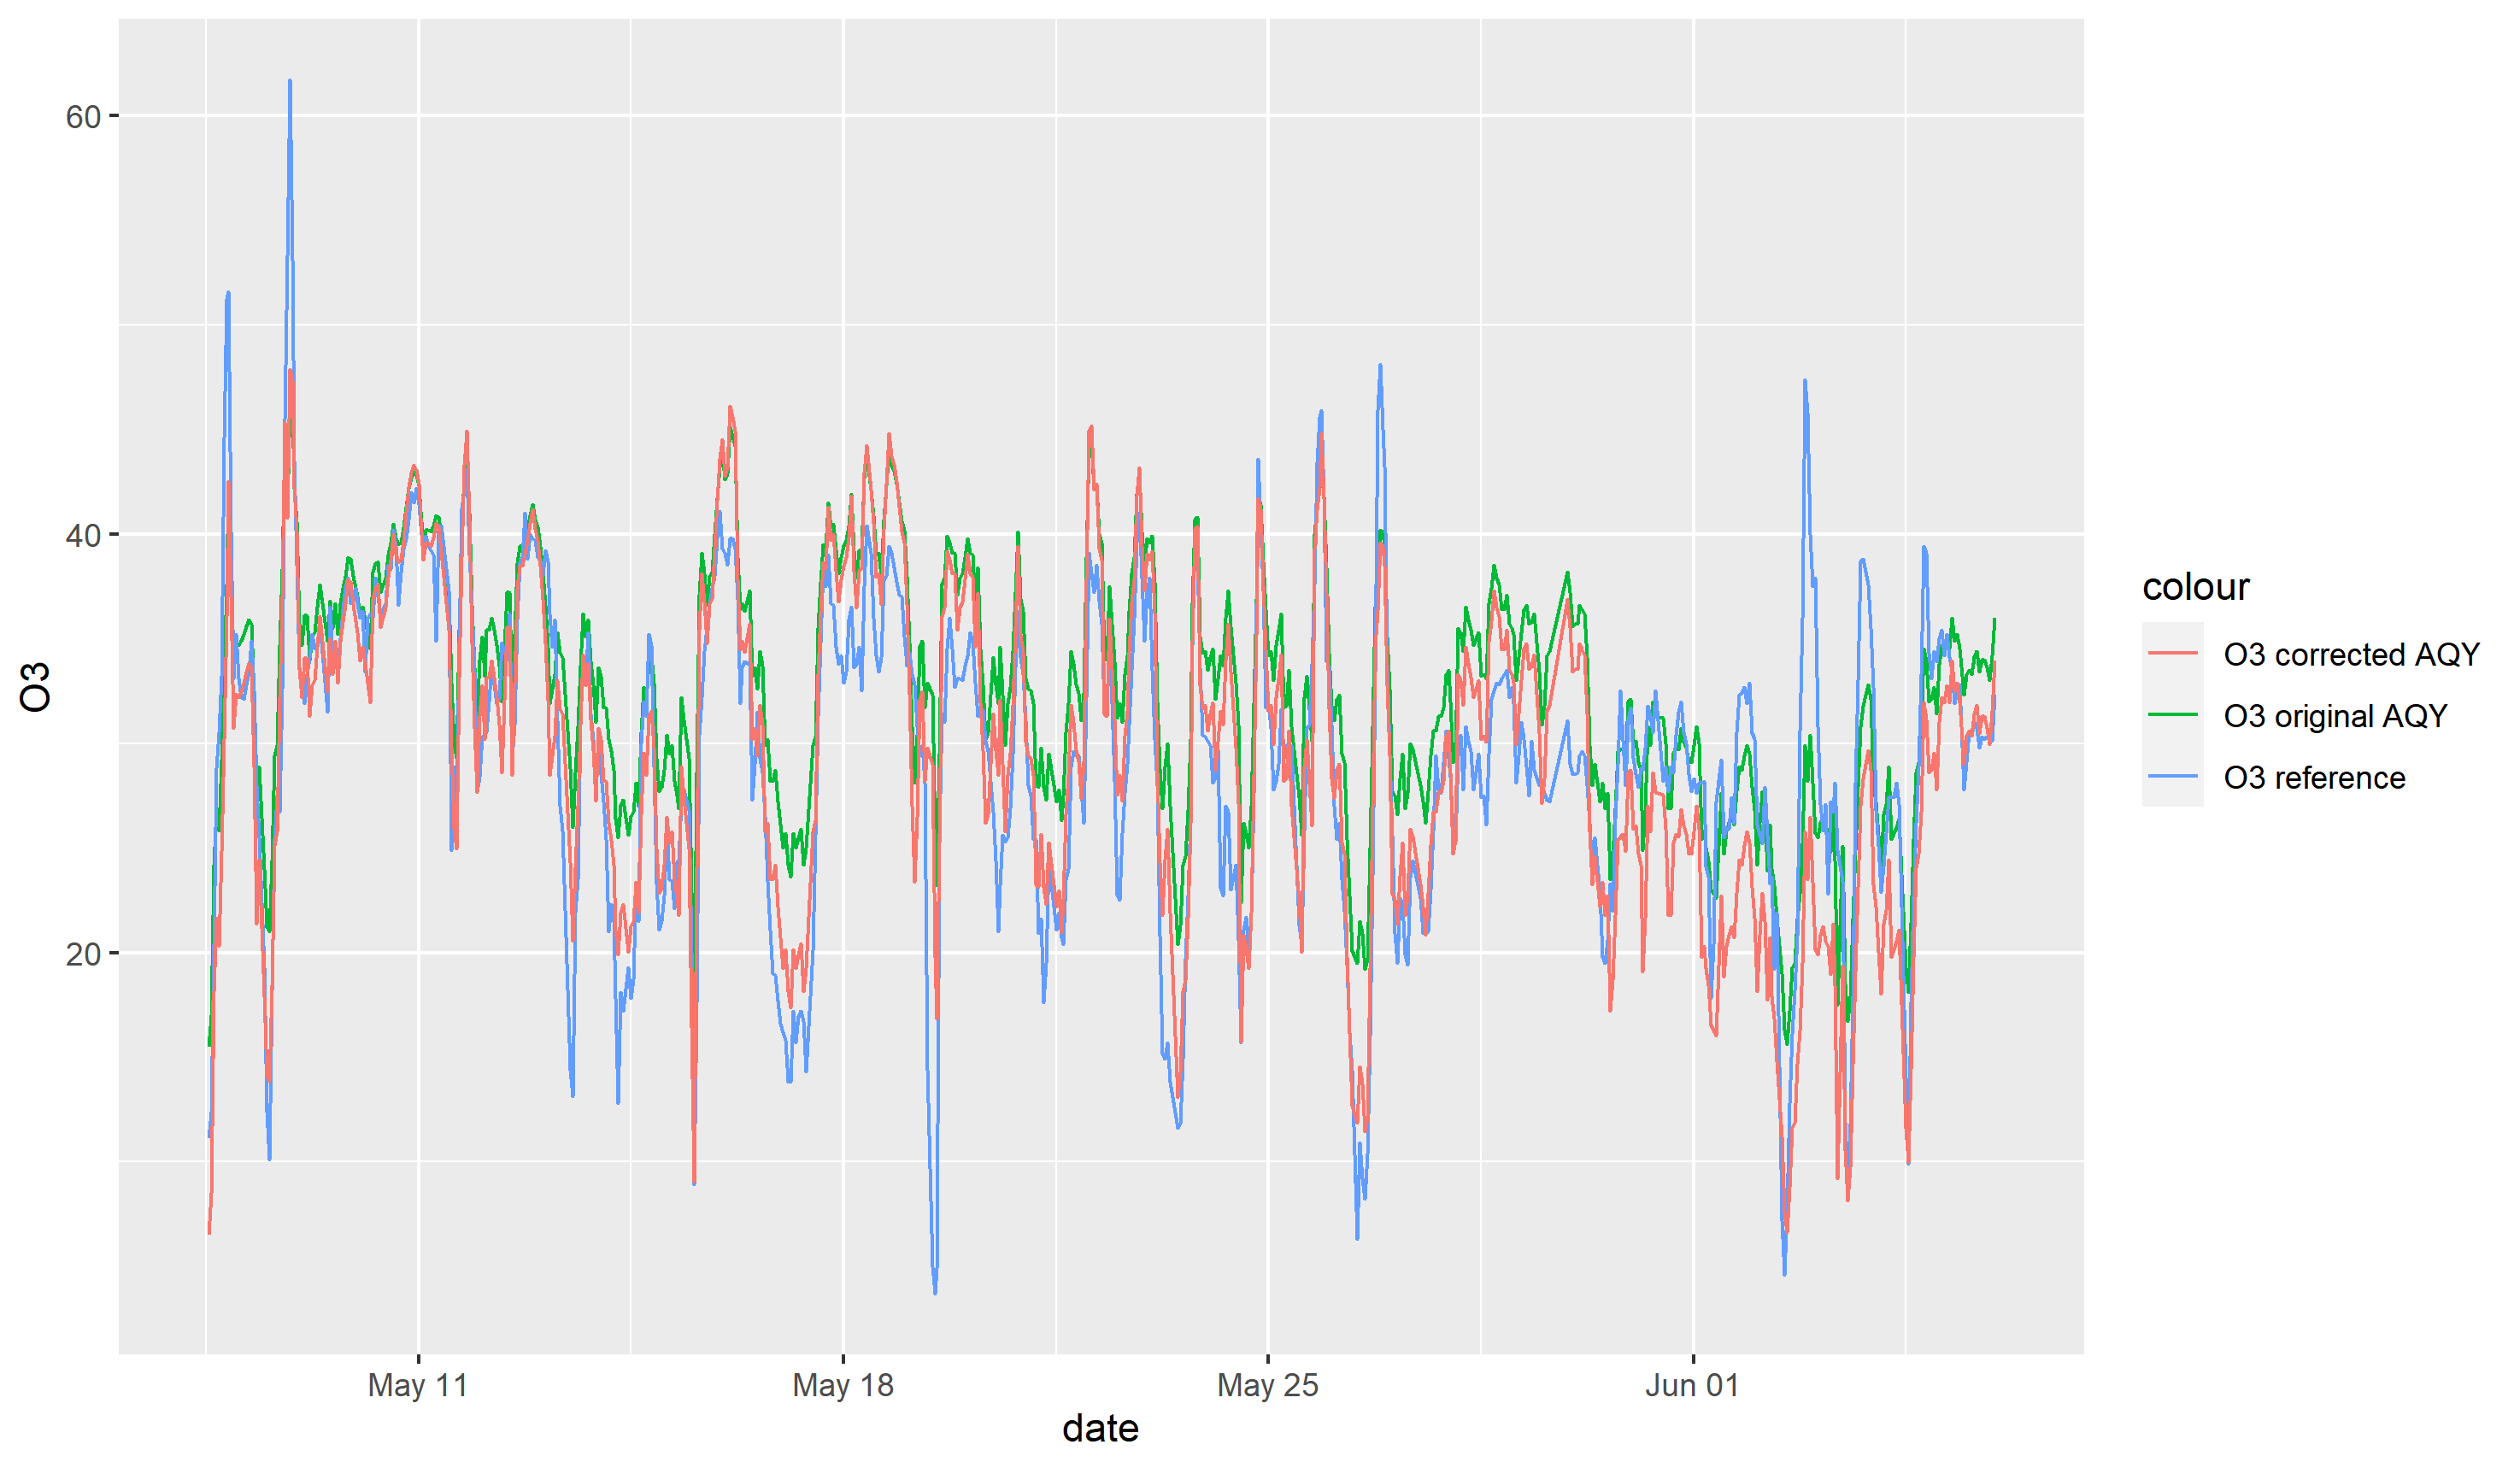 60
40
20
O3
May 11
May 18
May 25
Jun 01
date
colour
O3 corrected AQY
O3 original AQY
O3 reference